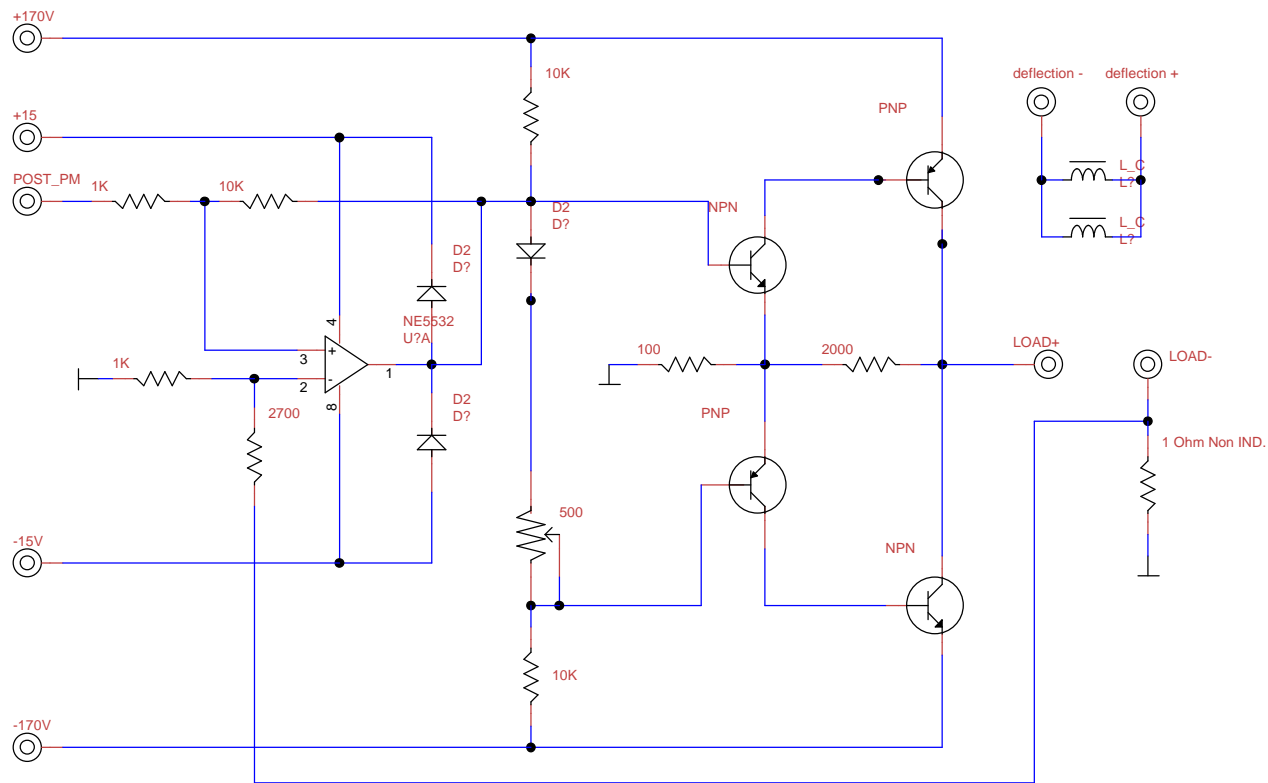 +170V
10K
deflection -
deflection +
PNP
+15
POST_PM
1K
10K
L_C
L?
D2
D?
NPN
L_C
L?
D2
D?
NE5532
U?A
4
3
+
1K
2
-
1
8
100
2000
LOAD+
LOAD-
2700
D2
D?
PNP
1 Ohm Non IND.
500
-15V
NPN
10K
-170V